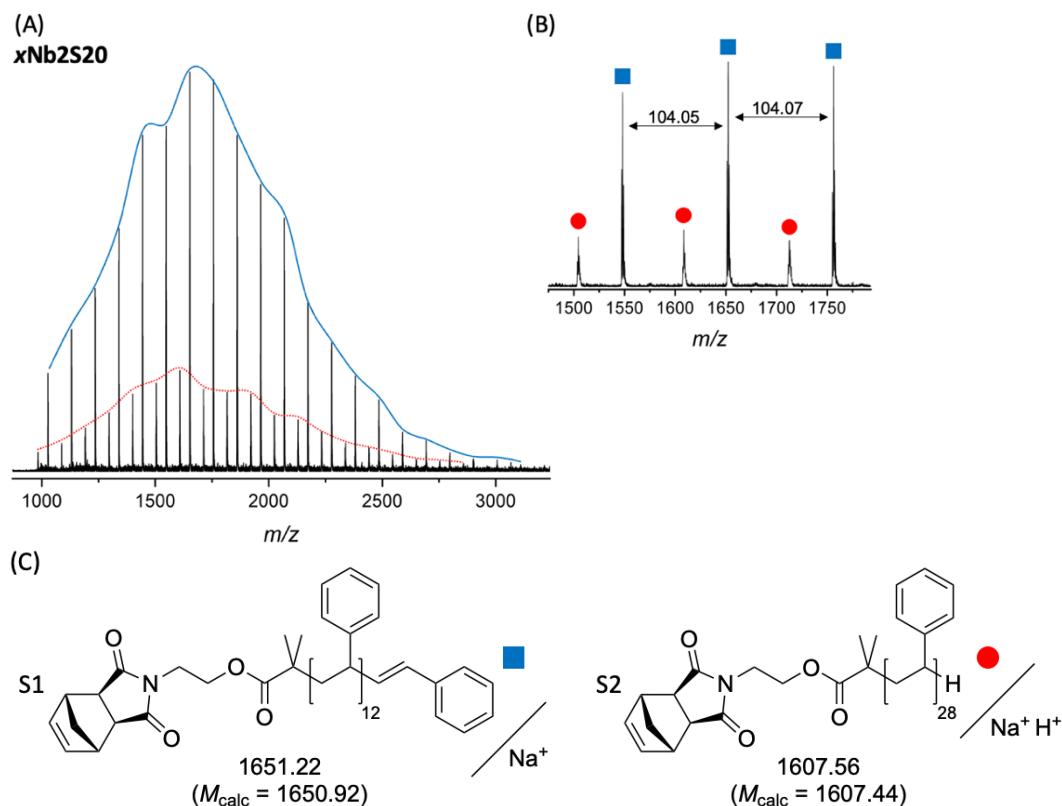 (A)
xNb2S20
1000 1500 2000 2500 3000
m/z
(B)
104.05 104.07
1500 1550 1600 1650 1700 1750
m/z
(C)
S1
O
N
O
O
O
12
Na⁺
1651.22
(Mcalc = 1650.92)
S2
O
N
O
O
O
H
28
Na⁺ H⁺
1607.56
(Mcalc = 1607.44)